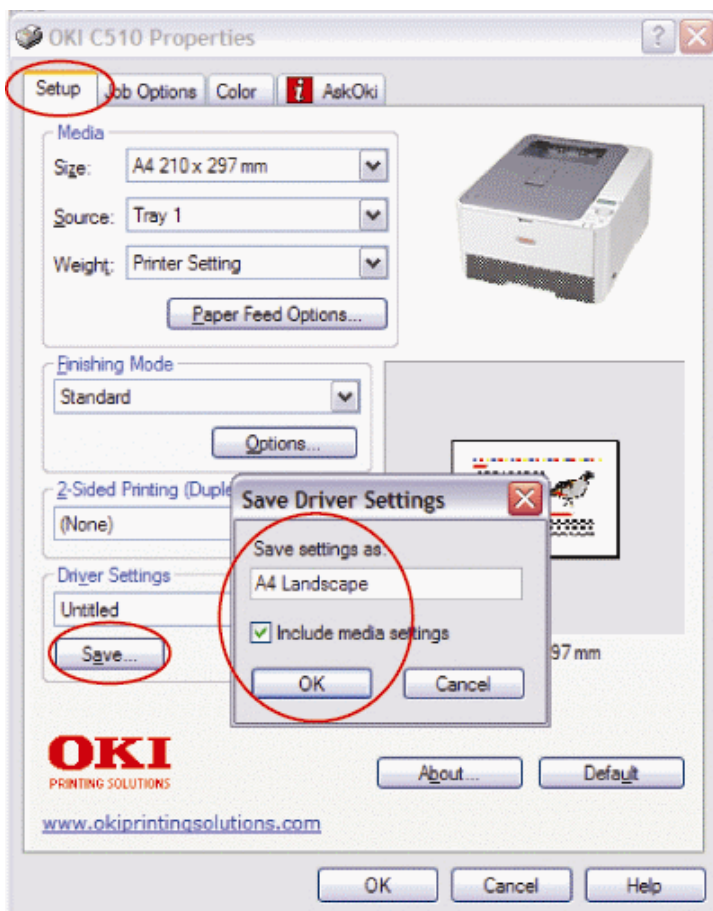 OKI C510 Properties
Setup Job Options Color i AskOki
Media
Size: A4 210 x 297 mm
Source: Tray 1
Weight: Printer Setting
Paper Feed Options...
Finishing Mode
Standard
Options...
2-Sided Printing (Duple
(None)
Driver Settings
Untitled
Save...
Save Driver Settings
Save settings as:
A4 Landscape
Include media settings
OK Cancel
97 mm
OKI
PRINTING SOLUTIONS
About... Default
www.okiprintingsolutions.com
OK Cancel Help